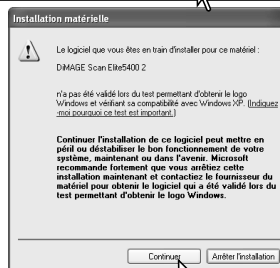 Installation matérielle
Le logiciel que vous êtes en train d'installer pour ce matériel :
DiMAGE Scan Elite5400 2
n'a pas été validé lors du test permettant d'obtenir le logo
Windows et vérifiant sa compatibilité avec Windows XP. (Indiquez
-moi pourquoi ce test est important.)
Continuer l'installation de ce logiciel peut mettre en
péril ou déstabiliser le bon fonctionnement de votre
système, maintenant ou dans l'avenir. Microsoft
recommande fortement que vous arrêtiez cette
installation maintenant et contactiez le fournisseur du
matériel pour obtenir le logiciel qui a été validé lors du
test permettant d'obtenir le logo Windows.
Continuer Arrêter l'installation